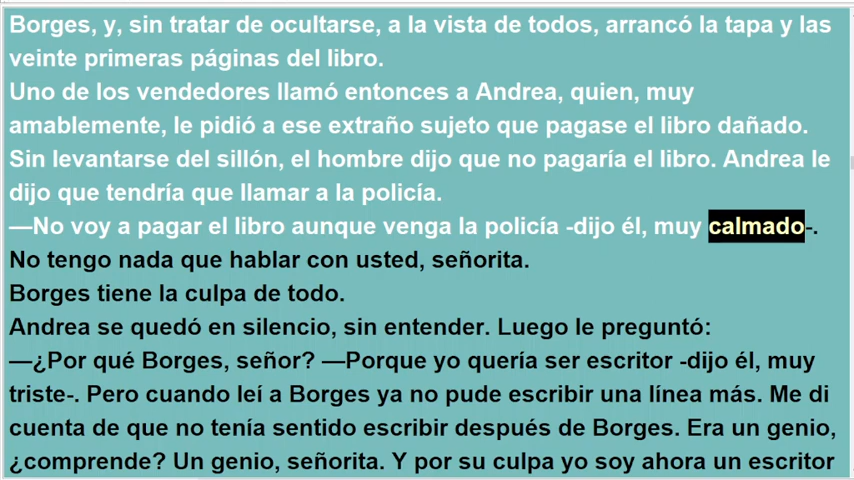 Borges, y, sin tratar de ocultarse, a la vista de todos, arrancó la tapa y las
veinte primeras páginas del libro.
Uno de los vendedores llamó entonces a Andrea, quien, muy
amablemente, le pidió a ese extraño sujeto que pagase el libro dañado.
Sin levantarse del sillón, el hombre dijo que no pagaría el libro. Andrea le
dijo que tendría que llamar a la policía.
—No voy a pagar el libro aunque venga la policía -dijo él, muy calmado-.
No tengo nada que hablar con usted, señorita.
Borges tiene la culpa de todo.
Andrea se quedó en silencio, sin entender. Luego le preguntó:
—¿Por qué Borges, señor? —Porque yo quería ser escritor -dijo él, muy
triste-. Pero cuando leí a Borges ya no pude escribir una línea más. Me di
cuenta de que no tenía sentido escribir después de Borges. Era un genio,
¿comprende? Un genio, señorita. Y por su culpa yo soy ahora un escritor